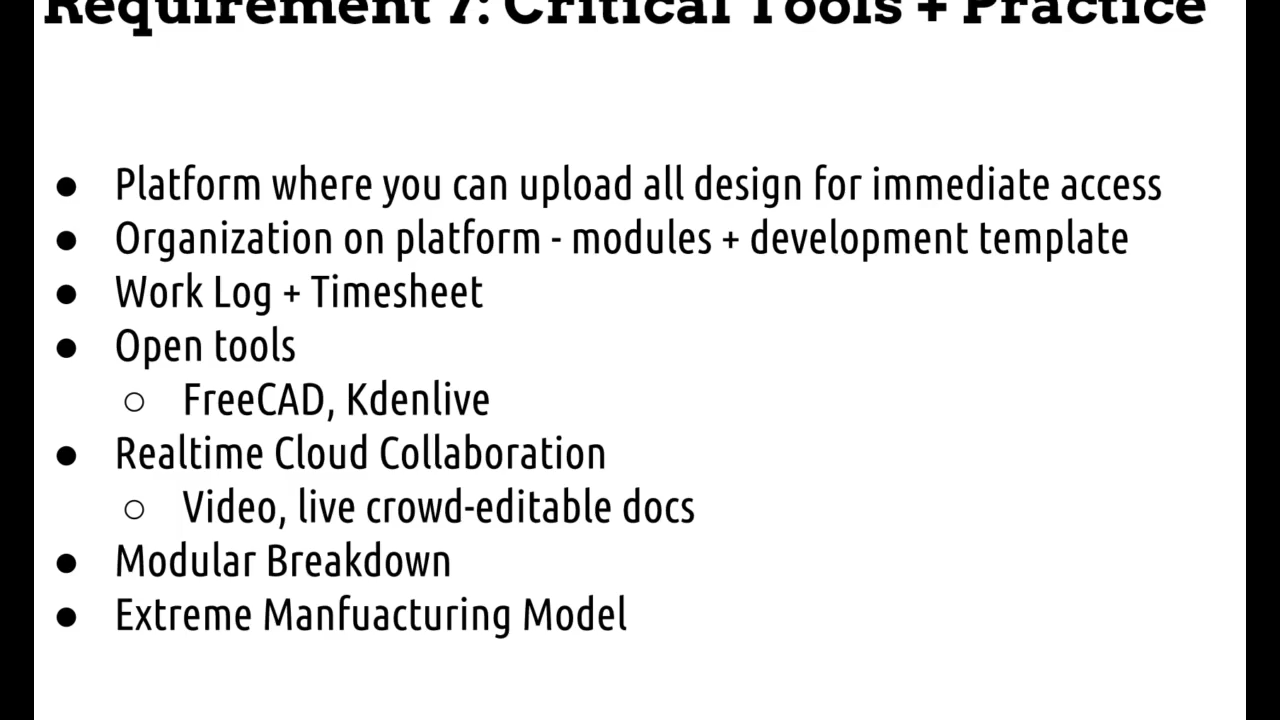 Requirement 7: Critical Tools + Practice
● Platform where you can upload all design for immediate access
● Organization on platform - modules + development template
● Work Log + Timesheet
● Open tools
○ FreeCAD, Kdenlive
● Realtime Cloud Collaboration
○ Video, live crowd-editable docs
● Modular Breakdown
● Extreme Manfuacturing Model